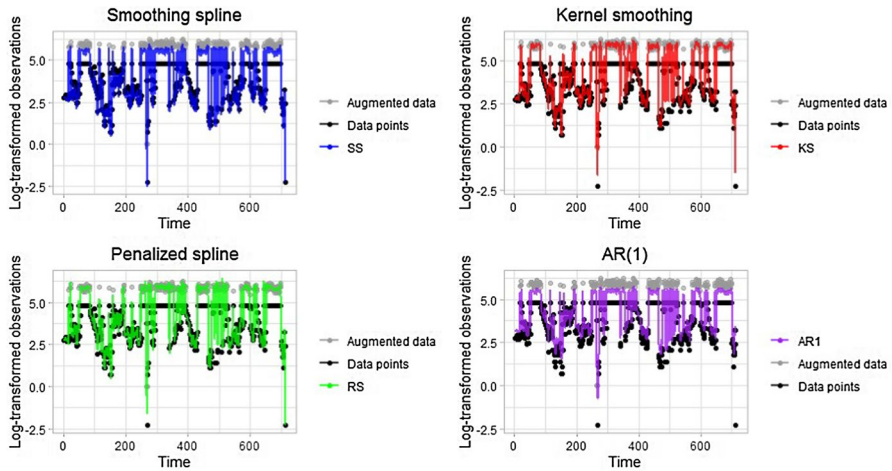 Smoothing spline
Log-transformed observations
5.0
2.5
0.0
-2.5
0 200 400 600
Time
Augmented data
Data points
SS
Kernel smoothing
Log-transformed observations
5.0
2.5
0.0
-2.5
0 200 400 600
Time
Augmented data
Data points
KS
Penalized spline
Log-transformed observations
5.0
2.5
0.0
-2.5
0 200 400 600
Time
Augmented data
Data points
RS
AR(1)
Log-transformed observations
5.0
2.5
0.0
-2.5
0 200 400 600
Time
AR1
Augmented data
Data points